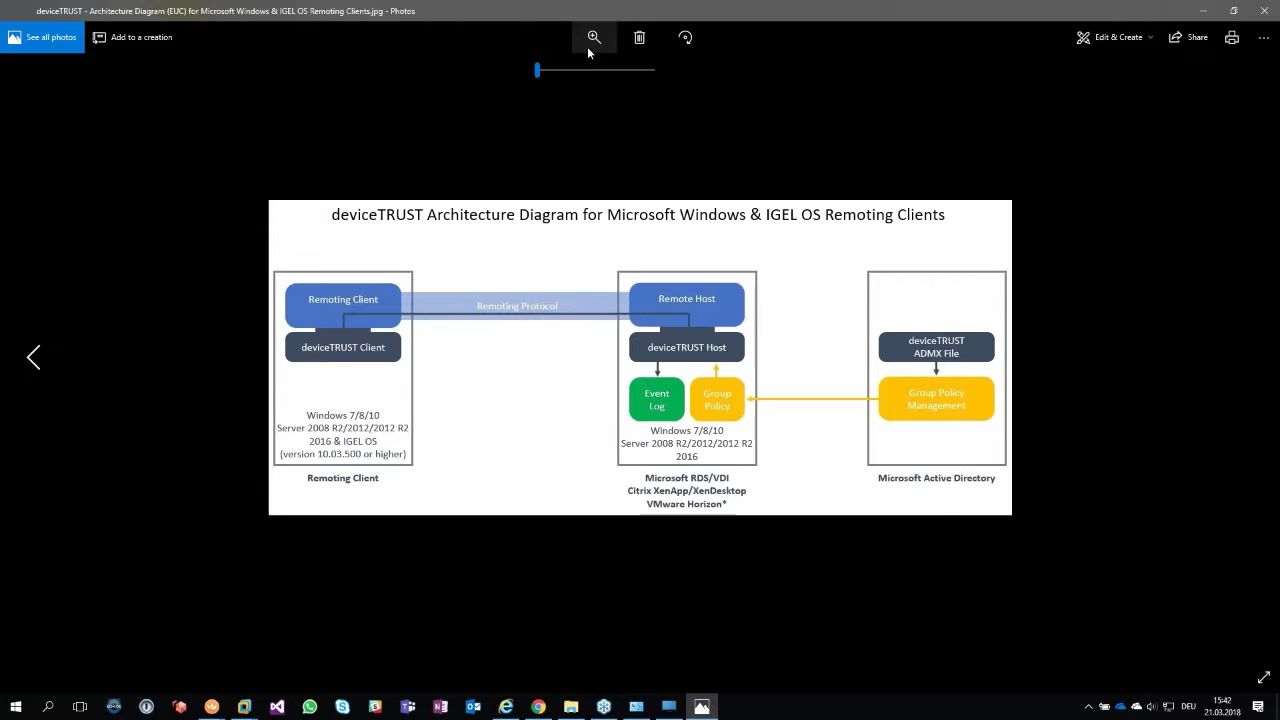 deviceTRUST - Architecture Diagram (EUC) for Microsoft Windows & IGEL OS Remoting Clients.jpg - Photos
See all photos
Add to a creation
Edit & Create
Share
deviceTRUST Architecture Diagram for Microsoft Windows & IGEL OS Remoting Clients
Remoting Client
Remoting Protocol
Remote Host
deviceTRUST Client
deviceTRUST Host
deviceTRUST
ADMX File
Event
Log
Group
Policy
Group Policy
Management
Windows 7/8/10
Server 2008 R2/2012/2012 R2
2016 & IGEL OS
(version 10.03.500 or higher)
Windows 7/8/10
Server 2008 R2/2012/2012 R2
2016
Remoting Client
Microsoft RDS/VDI
Citrix XenApp/XenDesktop
VMware Horizon*
Microsoft Active Directory
DEU
15:42
21.03.2018